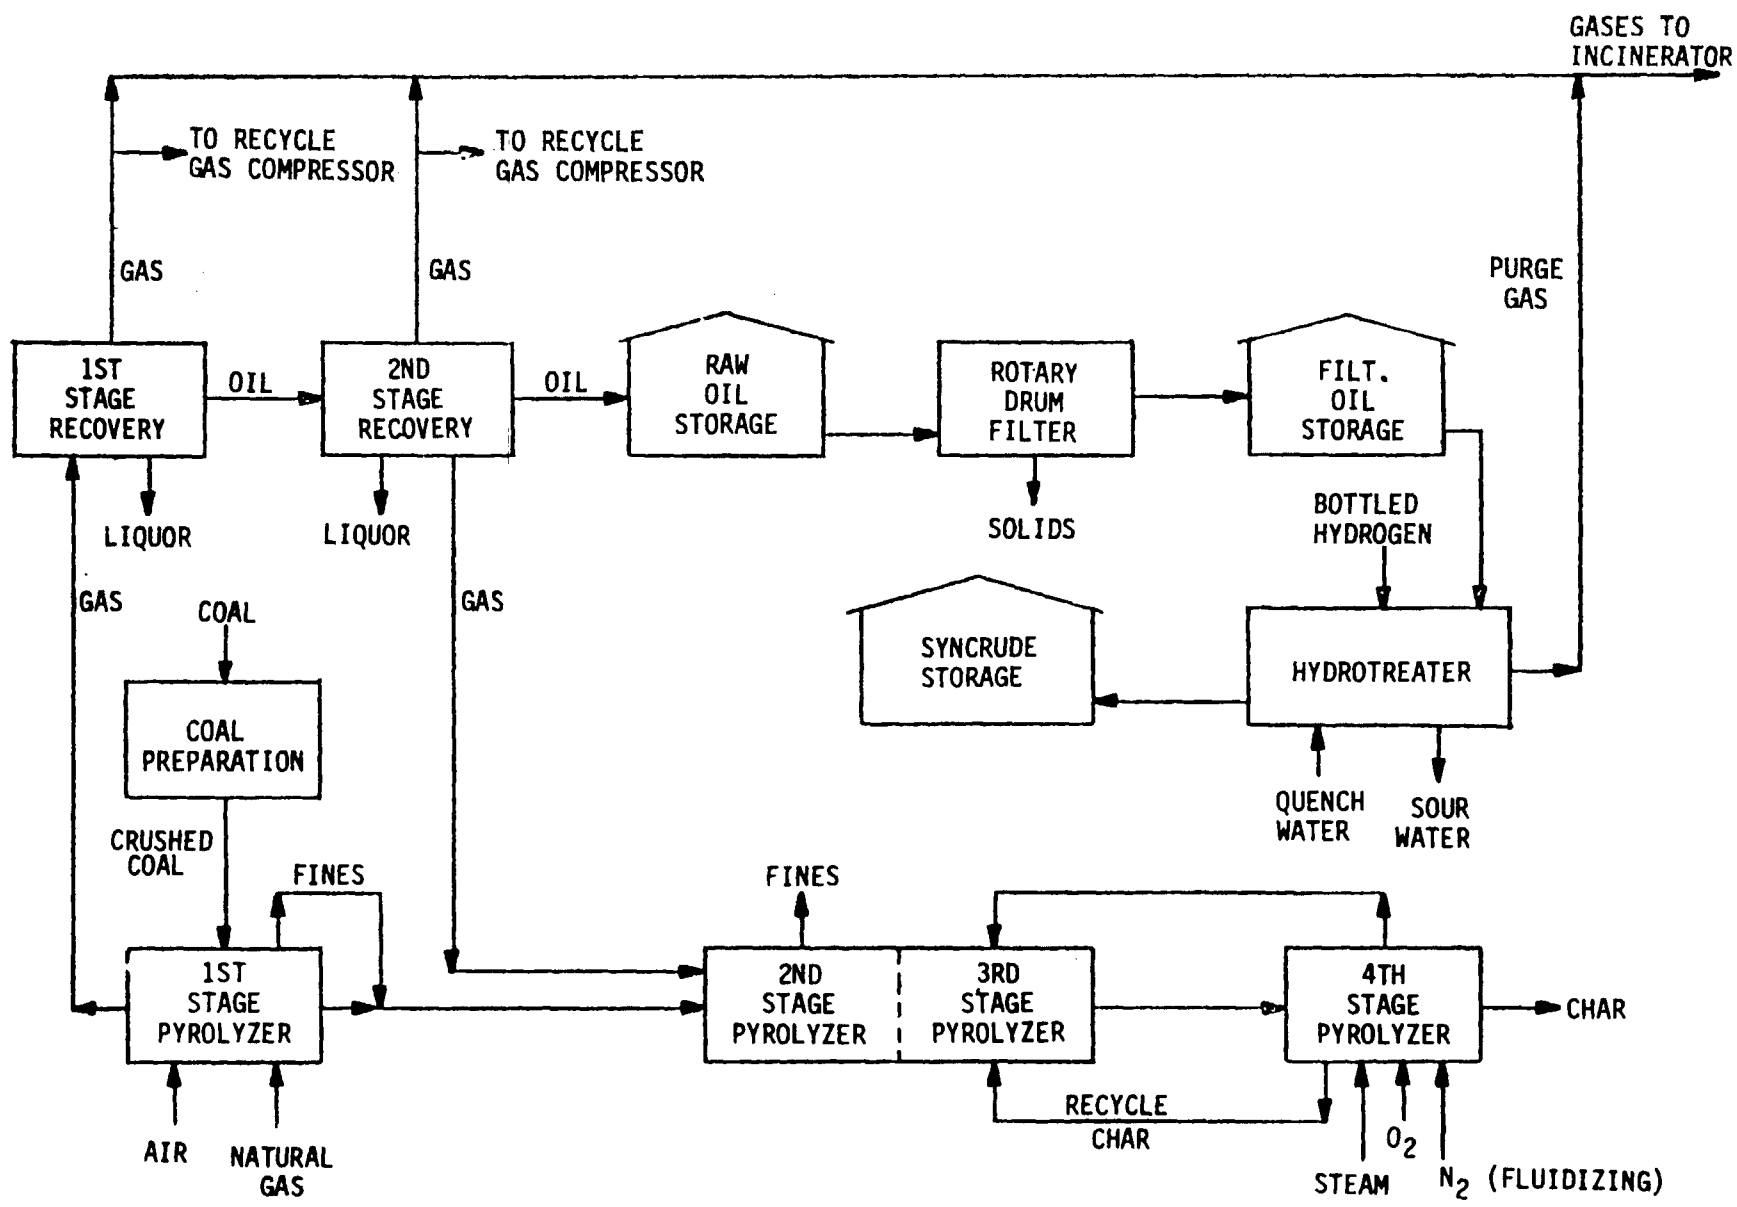 GASES TO
INCINERATOR
TO RECYCLE
GAS COMPRESSOR
TO RECYCLE
GAS COMPRESSOR
GAS
GAS
PURGE
GAS
1ST
STAGE
RECOVERY
OIL
2ND
STAGE
RECOVERY
OIL
RAW
OIL
STORAGE
ROTARY
DRUM
FILTER
FILT.
OIL
STORAGE
LIQUOR
LIQUOR
SOLIDS
BOTTLED
HYDROGEN
GAS
COAL
GAS
SYNCRUDE
STORAGE
HYDROTREATER
COAL
PREPARATION
QUENCH
WATER
SOUR
WATER
CRUSHED
COAL
FINES
FINES
1ST
STAGE
PYROLYZER
2ND
STAGE
PYROLYZER
3RD
STAGE
PYROLYZER
4TH
STAGE
PYROLYZER
CHAR
RECYCLE
CHAR
AIR
NATURAL
GAS
STEAM
O2
N2 (FLUIDIZING)